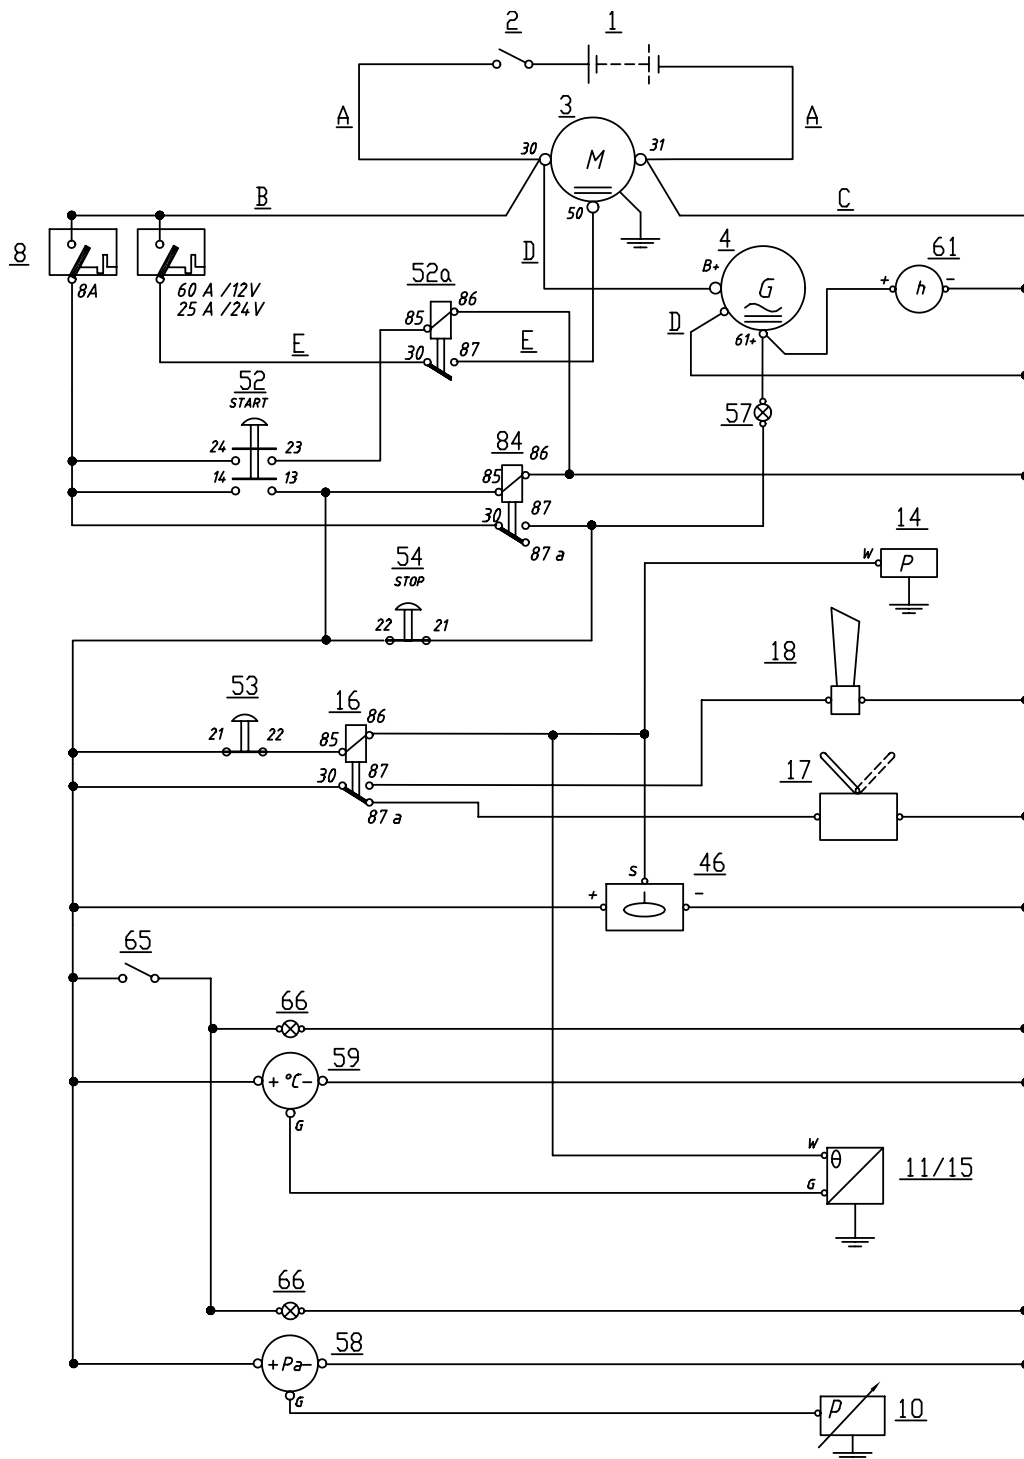 2
1
3
A
A
30
M
31
50
B
C
D
8
4
61
B+
G
+
h
-
52a
8A
60 A /12V
25 A /24 V
86
85
D
61+
E
30
87
E
52
START
57
24
23
84
86
14
13
85
30
87
87 a
14
W
P
54
STOP
22
21
18
53
16
86
21
22
85
30
87
87 a
17
46
S
+
-
65
66
59
+ °C -
G
W
θ
11/15
G
66
58
+ Pa -
G
P
10